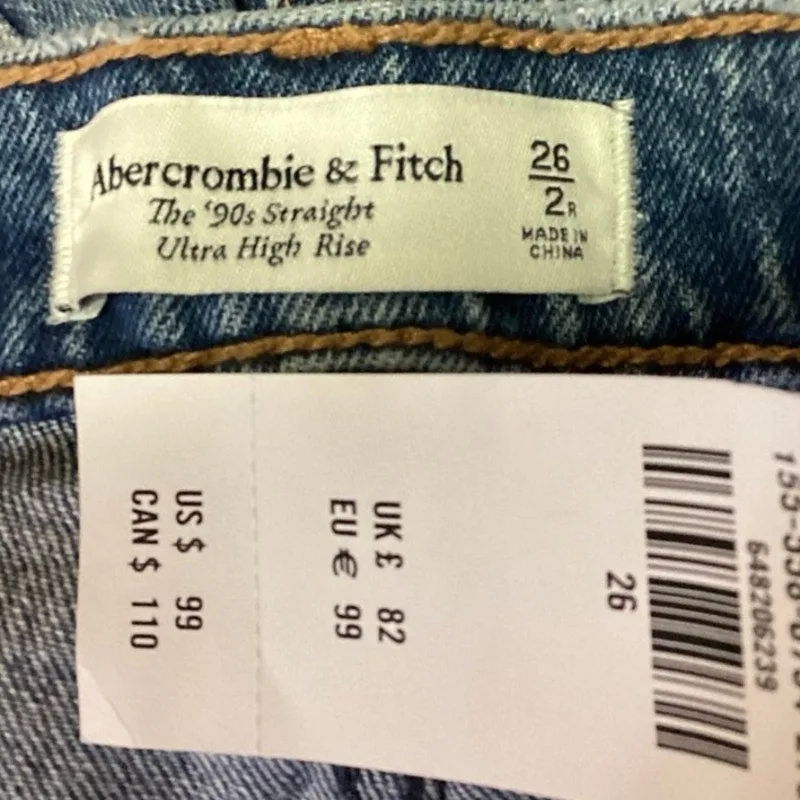 Abercrombie & Fitch
The '90s Straight
Ultra High Rise
26
2R
MADE IN
CHINA
US $ 99
CAN $ 110
UK £ 82
EU € 99
26
648206239